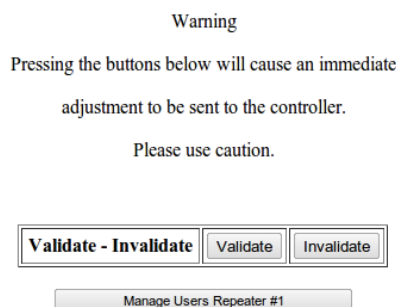 Warning
Pressing the buttons below will cause an immediate
adjustment to be sent to the controller.
Please use caution.
Validate - Invalidate Validate Invalidate
Manage Users Repeater #1